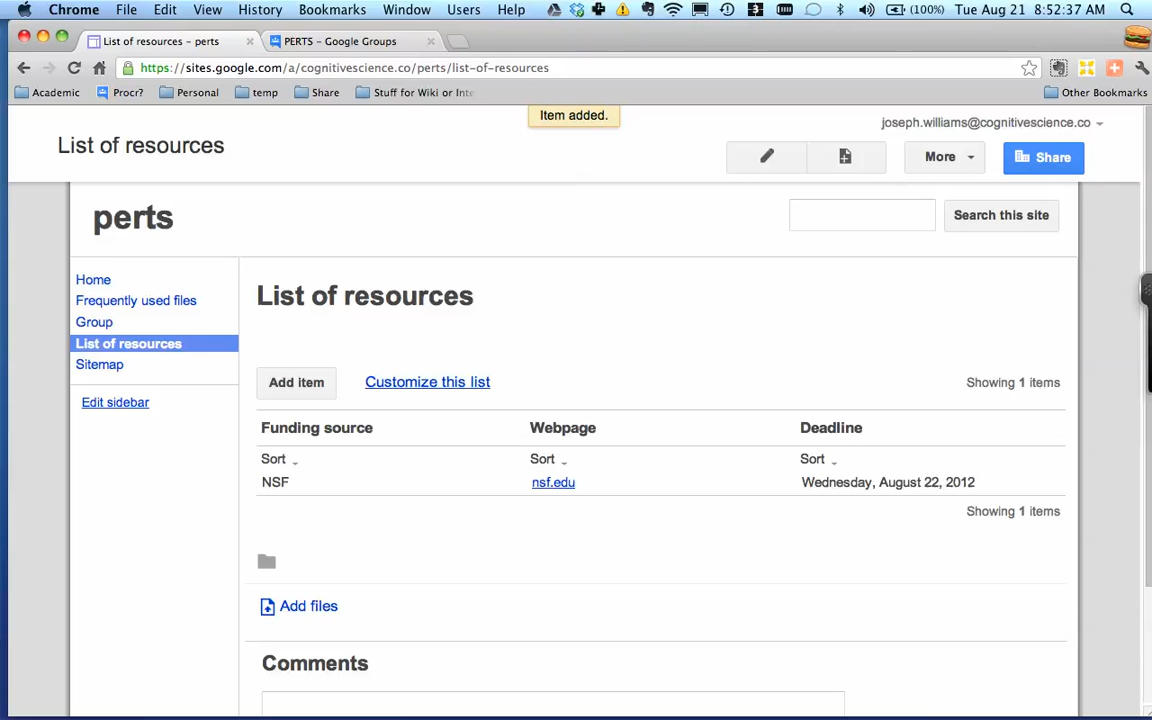 Chrome File Edit View History Bookmarks Window Users Help (100%) Tue Aug 21 8:52:37 AM
List of resources – perts PERTS – Google Groups
https://sites.google.com/a/cognitivescience.co/perts/list-of-resources
Academic Procr? Personal temp Share Stuff for Wiki or Inte Other Bookmarks
Item added.
joseph.williams@cognitivescience.co
List of resources
More Share
perts
Search this site
Home
Frequently used files
Group
List of resources
Sitemap
Edit sidebar
List of resources
Add item Customize this list Showing 1 items
Funding source Webpage Deadline
Sort Sort Sort
NSF nsf.edu Wednesday, August 22, 2012
Showing 1 items
Add files
Comments